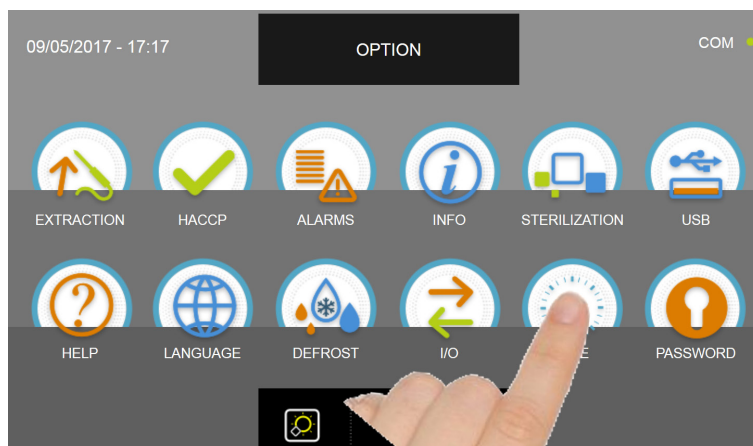 09/05/2017 - 17:17
OPTION
COM
EXTRACTION
HACCP
ALARMS
INFO
STERILIZATION
USB
HELP
LANGUAGE
DEFROST
I/O
PASSWORD